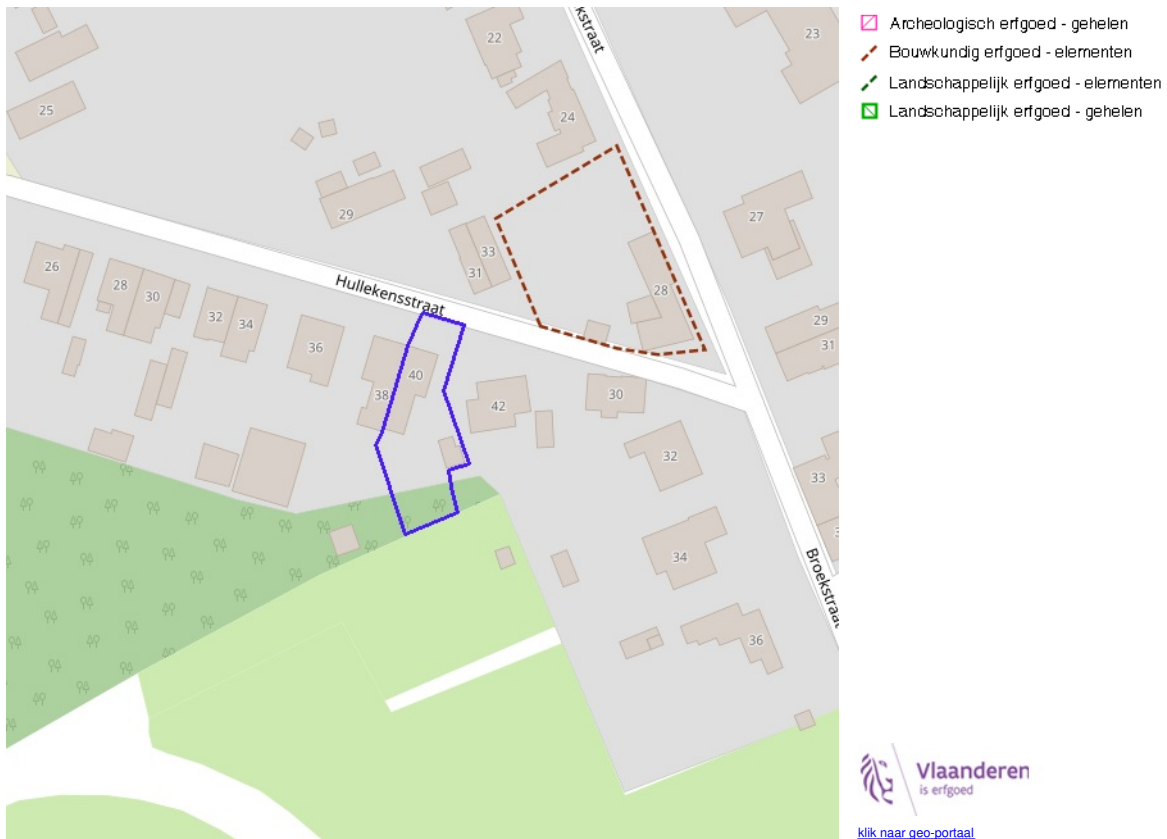 kstraat
22
23
25
24
29
27
33
31
26
28
28
30
Hullekensstraat
32
34
29
31
36
40
38
42
30
32
33
34
Broekstraat
36
Archeologisch erfgoed - gehelen
Bouwkundig erfgoed - elementen
Landschappelijk erfgoed - elementen
Landschappelijk erfgoed - gehelen
Vlaanderen
is erfgoed
klik naar geo-portaal